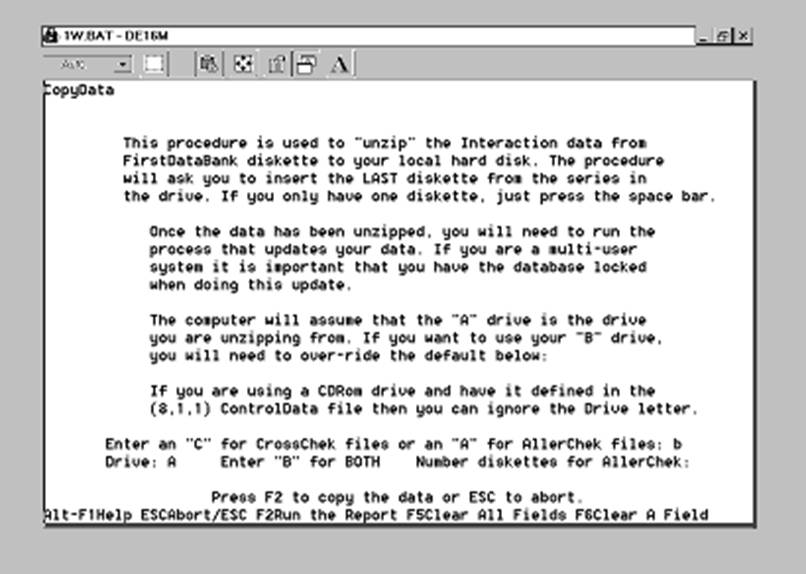 1W.BAT - DE16M
Auto
A
CopyData
This procedure is used to "unzip" the Interaction data from
FirstDataBank diskette to your local hard disk. The procedure
will ask you to insert the LAST diskette from the series in
the drive. If you only have one diskette, just press the space bar.
Once the data has been unzipped, you will need to run the
process that updates your data. If you are a multi-user
system it is important that you have the database locked
when doing this update.
The computer will assume that the "A" drive is the drive
you are unzipping from. If you want to use your "B" drive,
you will need to over-ride the default below:
If you are using a CDRom drive and have it defined in the
(8,1,1) ControlData file then you can ignore the Drive letter.
Enter an "C" for CrossChek files or an "A" for AllerChek files: b
Drive: A Enter "B" for BOTH Number diskettes for AllerChek:
Press F2 to copy the data or ESC to abort.
Alt-F1Help ESCAbort/ESC F2Run the Report F5Clear All Fields F6Clear A Field